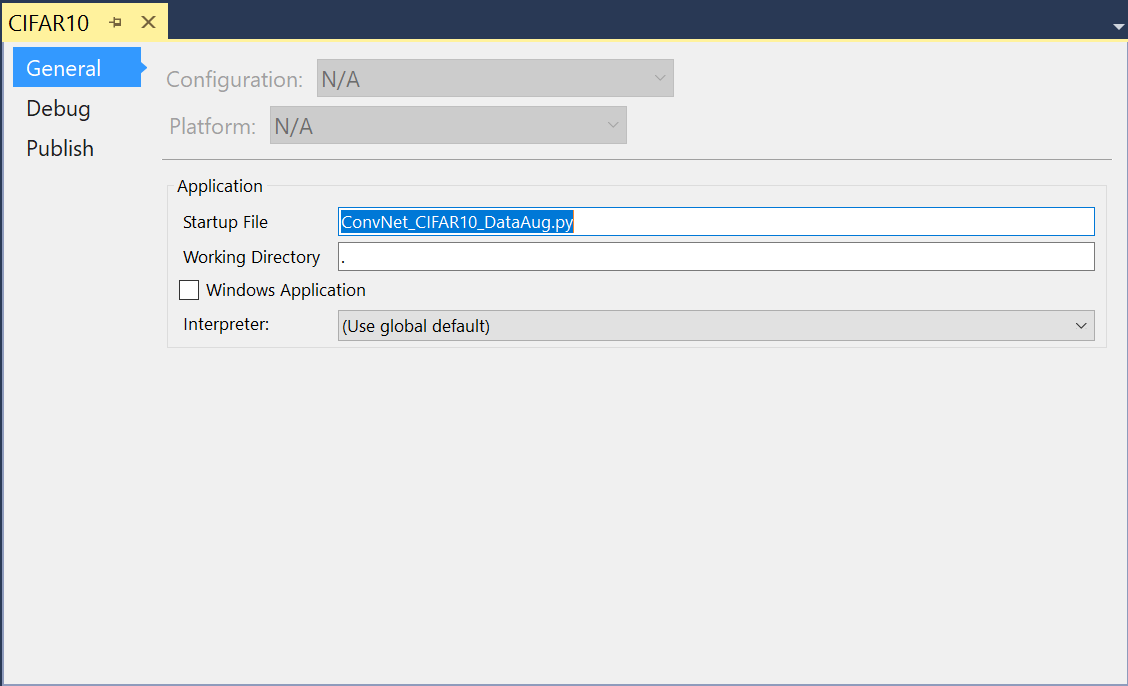 CIFAR10
General
Debug
Publish
Configuration: N/A
Platform: N/A
Application
Startup File ConvNet_CIFAR10_DataAug.py
Working Directory .
Windows Application
Interpreter: (Use global default)